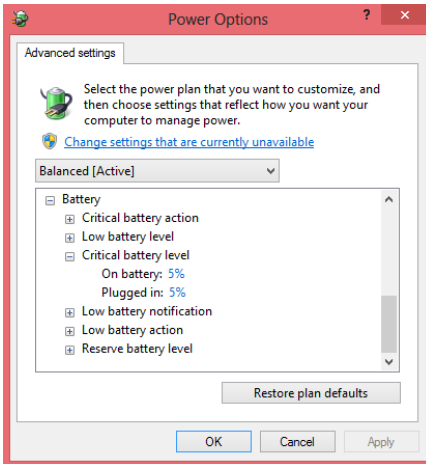 Power Options
?
Advanced settings
Select the power plan that you want to customize, and
then choose settings that reflect how you want your
computer to manage power.
Change settings that are currently unavailable
Balanced [Active]
Battery
Critical battery action
Low battery level
Critical battery level
On battery: 5%
Plugged in: 5%
Low battery notification
Low battery action
Reserve battery level
Restore plan defaults
OK
Cancel
Apply